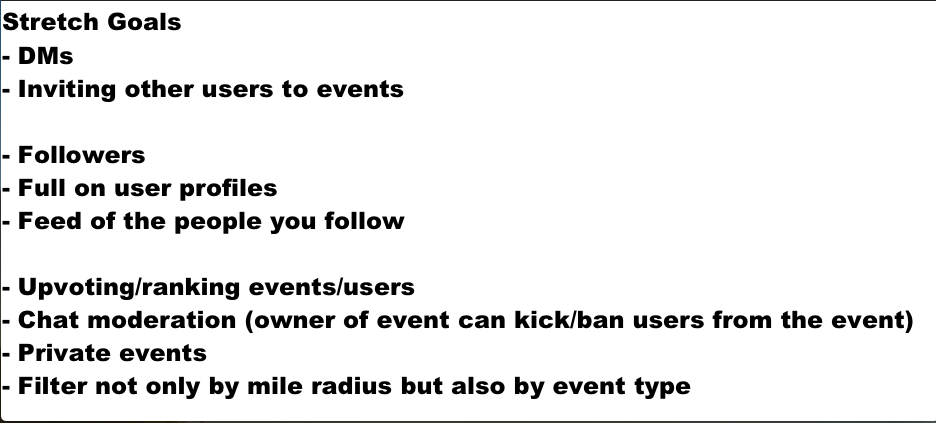 Stretch Goals
- DMs
- Inviting other users to events
- Followers
- Full on user profiles
- Feed of the people you follow
- Upvoting/ranking events/users
- Chat moderation (owner of event can kick/ban users from the event)
- Private events
- Filter not only by mile radius but also by event type